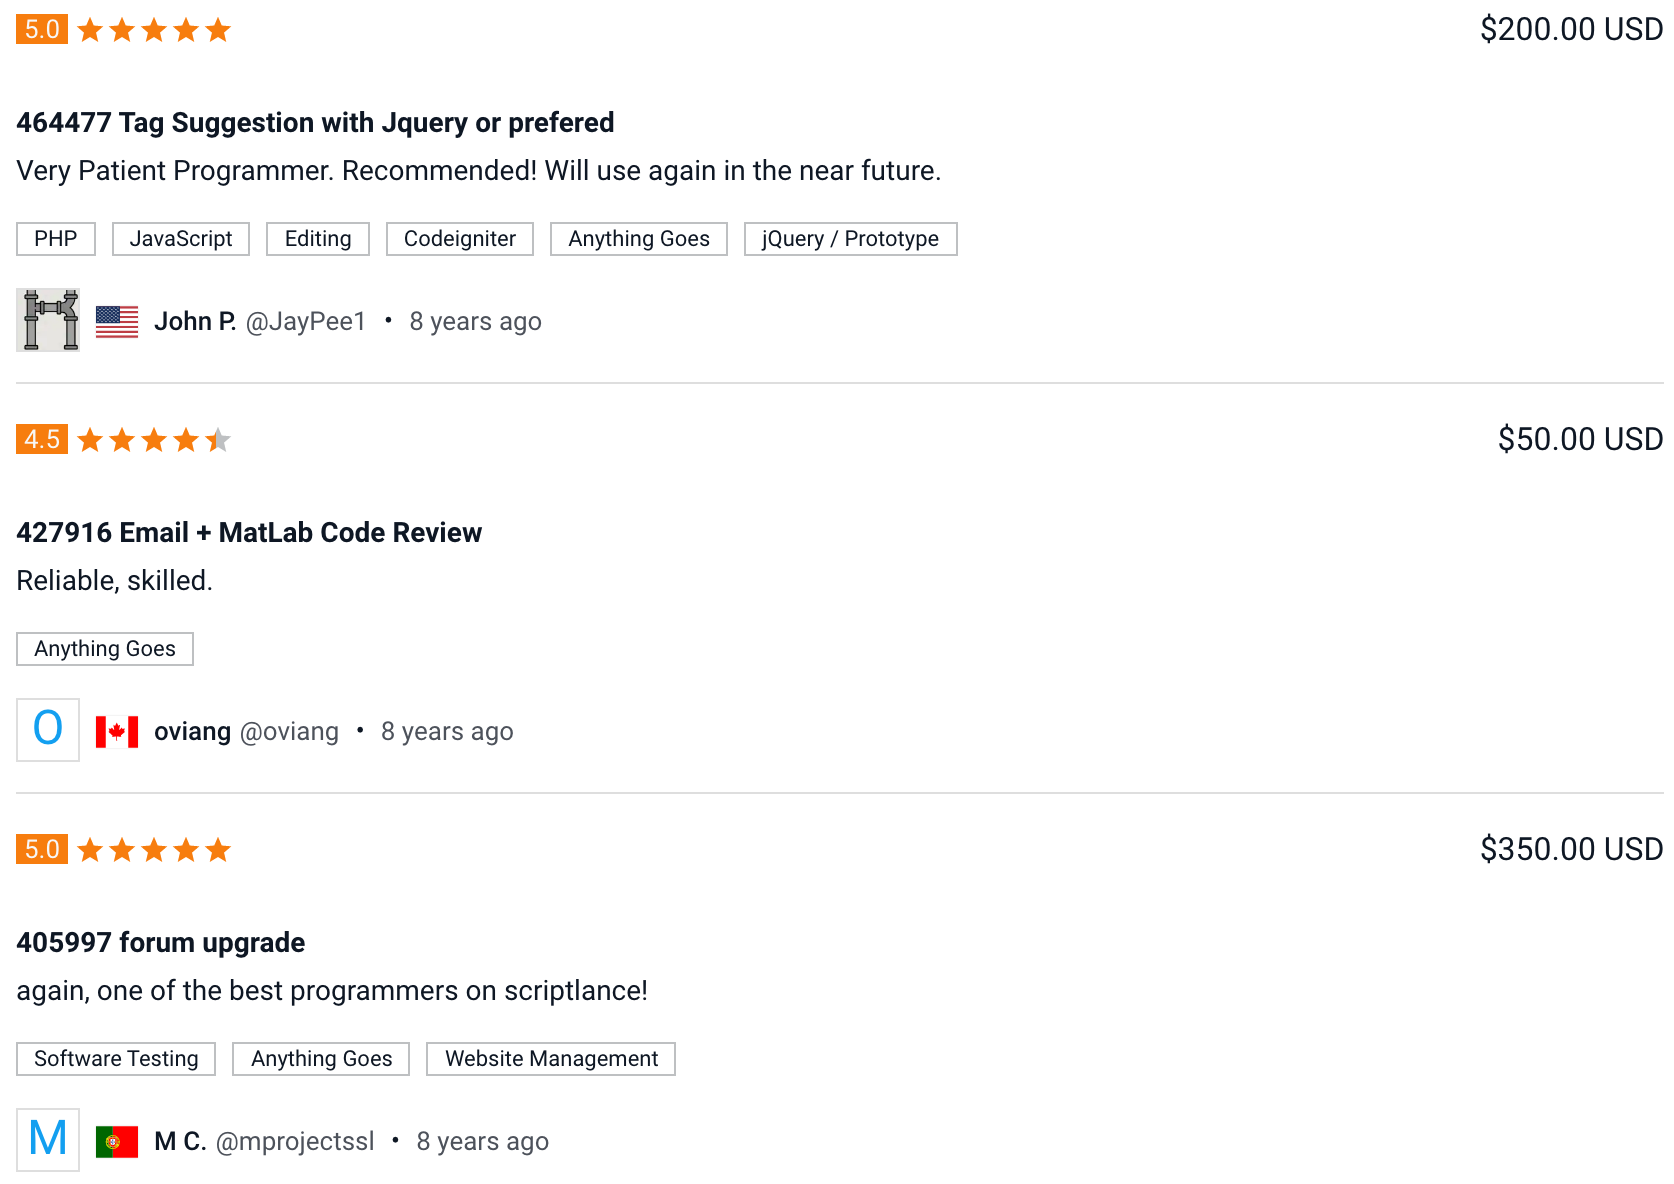 5.0 $200.00 USD
464477 Tag Suggestion with Jquery or prefered
Very Patient Programmer. Recommended! Will use again in the near future.
PHP JavaScript Editing Codeigniter Anything Goes jQuery / Prototype
John P. @JayPee1 • 8 years ago
4.5 $50.00 USD
427916 Email + MatLab Code Review
Reliable, skilled.
Anything Goes
O oviang @oviang • 8 years ago
5.0 $350.00 USD
405997 forum upgrade
again, one of the best programmers on scriptlance!
Software Testing Anything Goes Website Management
M M C. @mprojectssl • 8 years ago